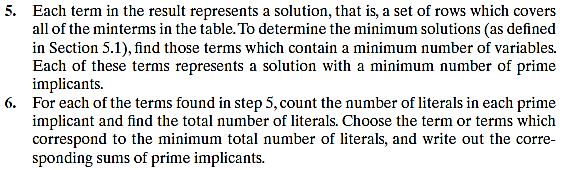 5. Each term in the result represents a solution, that is, a set of rows which covers
all of the minterms in the table. To determine the minimum solutions (as defined
in Section 5.1), find those terms which contain a minimum number of variables.
Each of these terms represents a solution with a minimum number of prime
implicants.
6. For each of the terms found in step 5, count the number of literals in each prime
implicant and find the total number of literals. Choose the term or terms which
correspond to the minimum total number of literals, and write out the corre-
sponding sums of prime implicants.